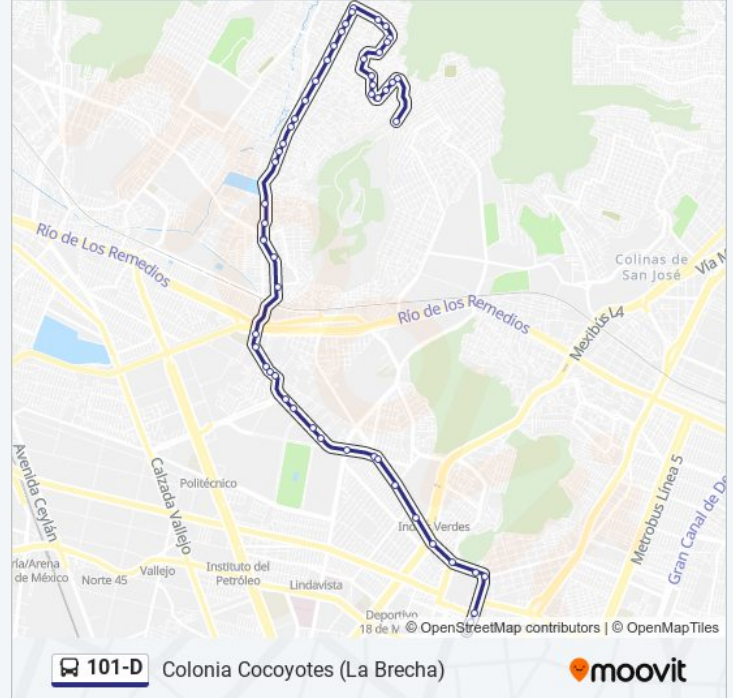 Río de Los Remedios
Colinas de
San José
Vía M
Río de los Remedios
Mexibús L4
Avenida Ceylán
Calzada Vallejo
Politécnico
Metrobus Línea 5
Gran Canal de De
Indios Verdes
ría/Arena
de México
Norte 45
Vallejo
Instituto del
Petróleo
Lindavista
Deportivo
18 de M
© OpenStreetMap contributors | © OpenMapTiles
101-D
Colonia Cocoyotes (La Brecha)
moovit